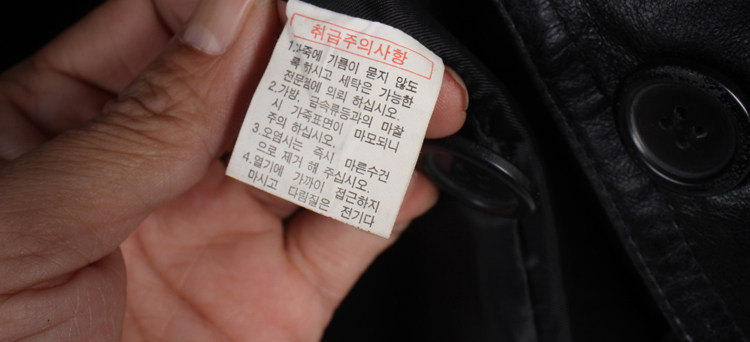 취급주의사항
1.가죽에 기름이 묻지 않도
록 하시고 세탁은 가능한
전문점에 의뢰 하십시오.
2.가방, 금속류등과의 마찰
시 가죽표면이 마모되니
주의 하십시오.
3.오염시는 즉시 마른수건
으로 제거 해 주십시오.
4.열기에 가까이 접근하지
마시고 다림질은 전기다